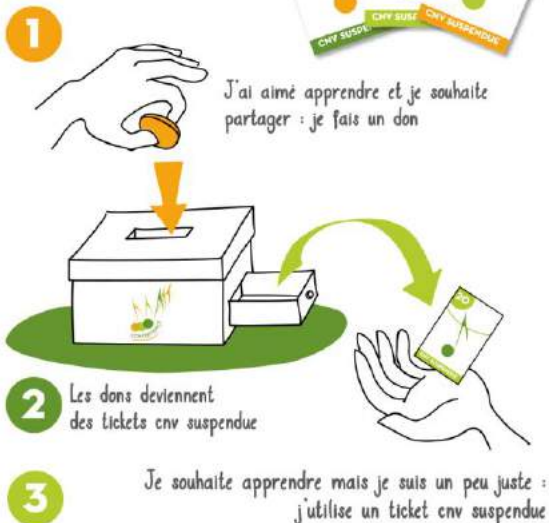 CNV SUSPENDUE
1
J'ai aimé apprendre et je souhaite
partager : je fais un don
20
CNV SUSPENDUE
2
Les dons deviennent
des tickets cnv suspendue
3
Je souhaite apprendre mais je suis un peu juste :
j'utilise un ticket cnv suspendue